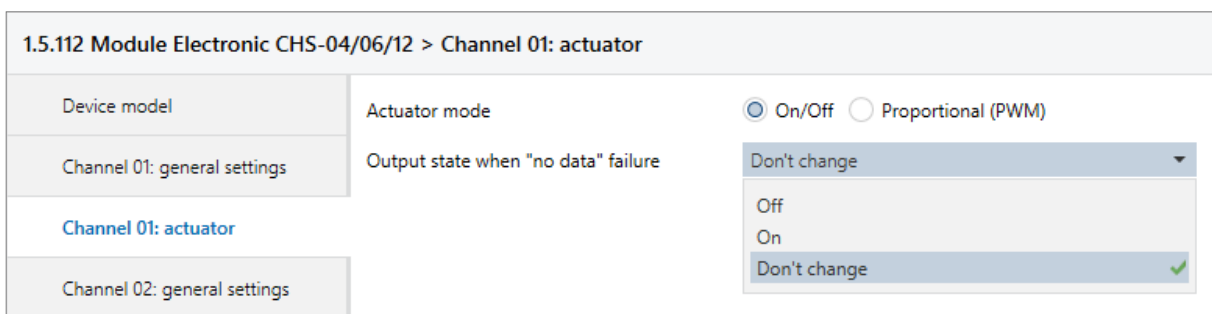 1.5.112 Module Electronic CHS-04/06/12 > Channel 01: actuator
Device model
Channel 01: general settings
Channel 01: actuator
Channel 02: general settings
Actuator mode
On/Off Proportional (PWM)
Output state when "no data" failure
Don't change
Off
On
Don't change